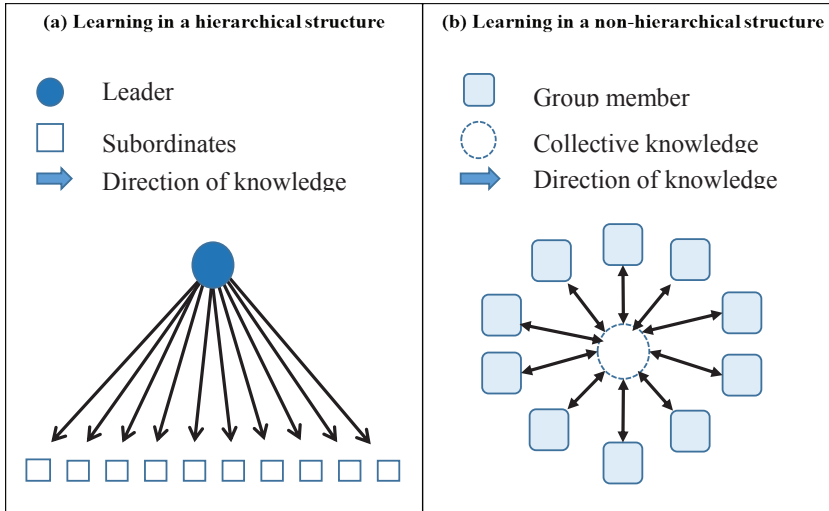 (a) Learning in a hierarchical structure
Leader
Subordinates
Direction of knowledge
(b) Learning in a non-hierarchical structure
Group member
Collective knowledge
Direction of knowledge